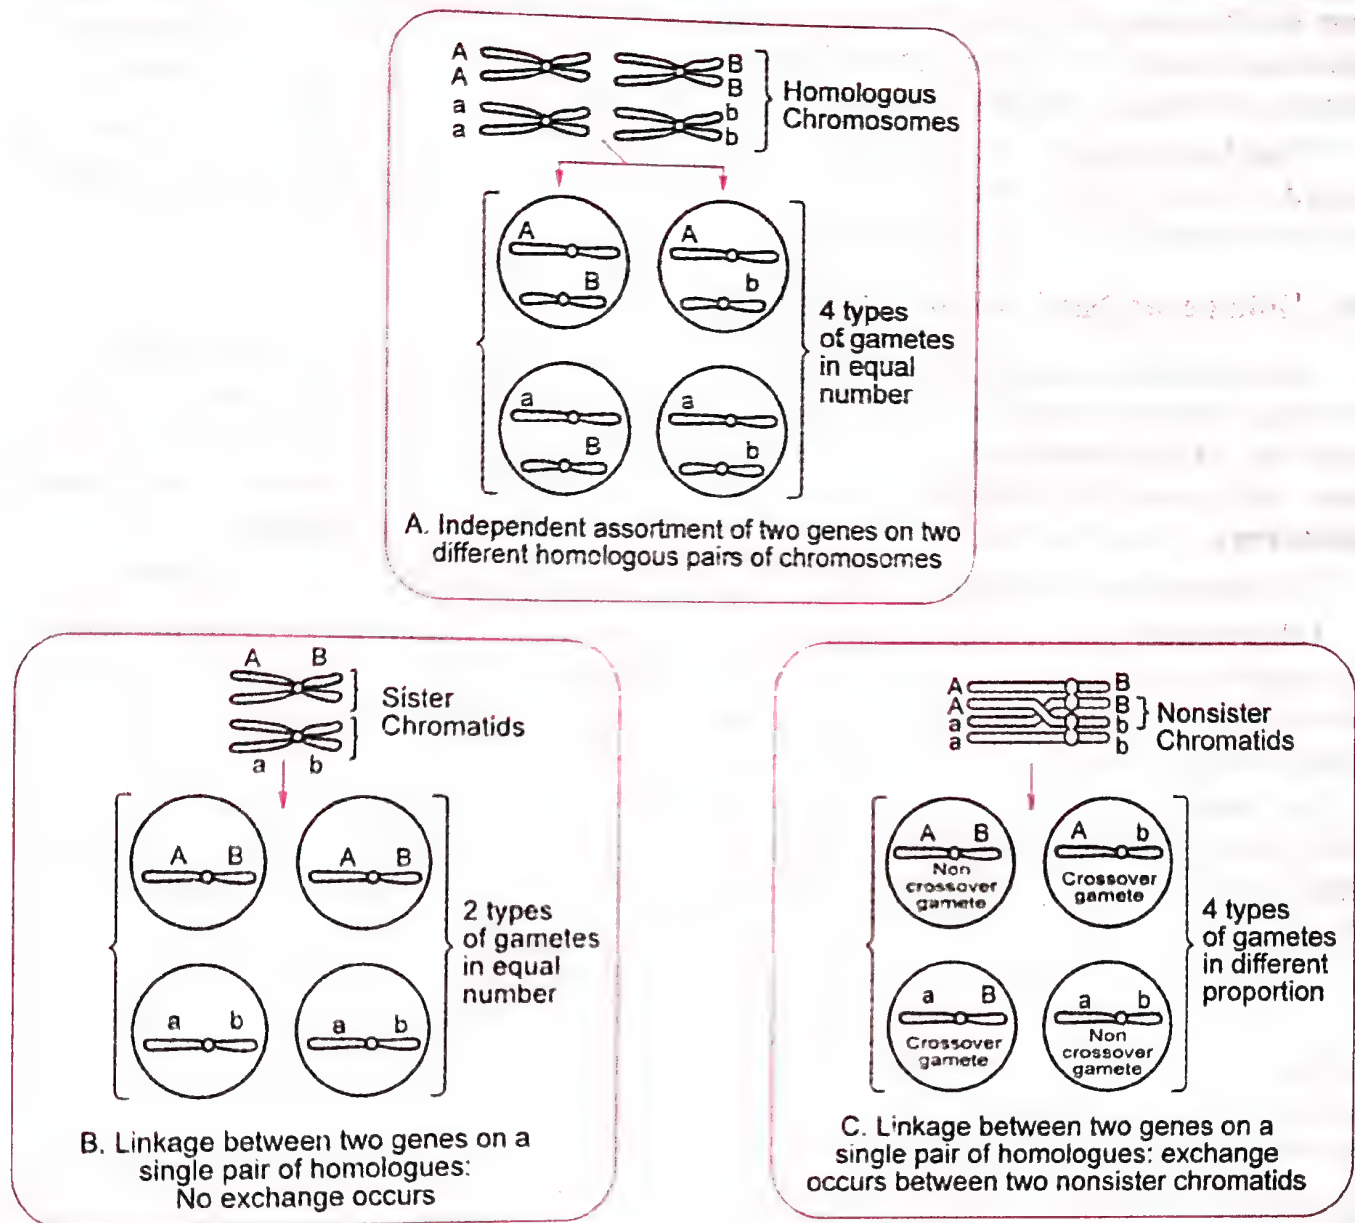 A
A
a
a
B
B
b
b
Homologous
Chromosomes
A
B
A
b
a
B
a
b
4 types
of gametes
in equal
number
A. Independent assortment of two genes on two
different homologous pairs of chromosomes
A B
a b
Sister
Chromatids
A B
A B
a b
a b
2 types
of gametes
in equal
number
B. Linkage between two genes on a
single pair of homologues:
No exchange occurs
A
A
a
a
B
B
b
b
Nonsister
Chromatids
A B
Non
crossover
gamete
A b
Crossover
gamete
a B
Crossover
gamete
a b
Non
crossover
gamete
4 types
of gametes
in different
proportion
C. Linkage between two genes on a
single pair of homologues: exchange
occurs between two nonsister chromatids